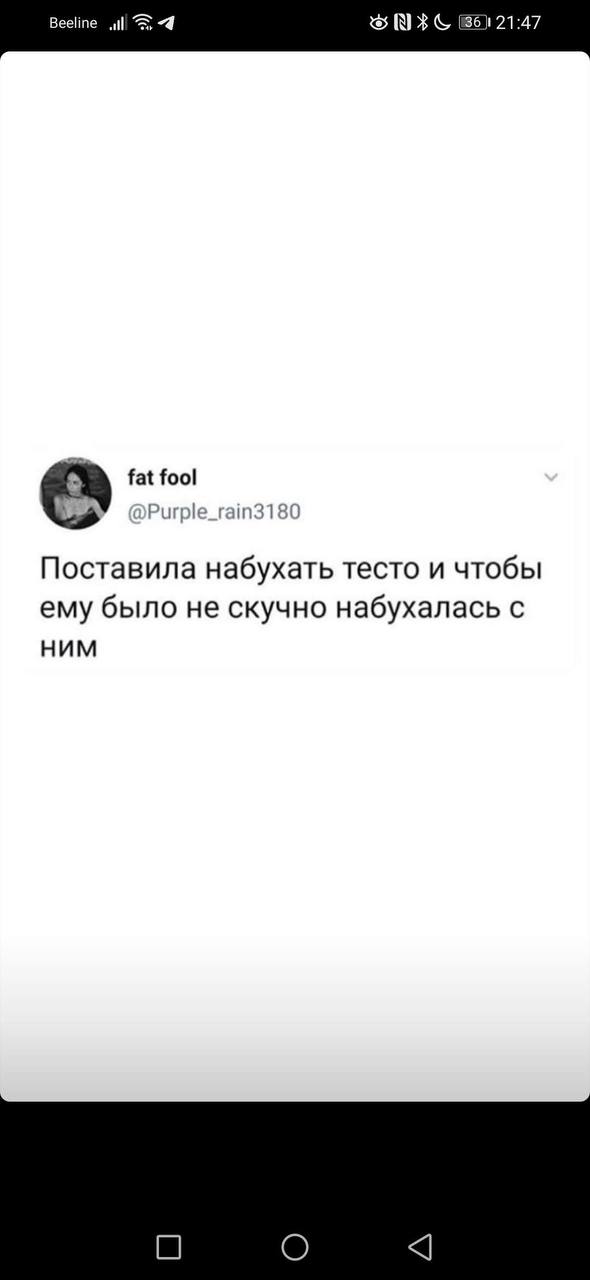 Beeline 36 21:47
fat fool
@Purple_rain3180
Поставила набухать тесто и чтобы
ему было не скучно набухалась с
ним